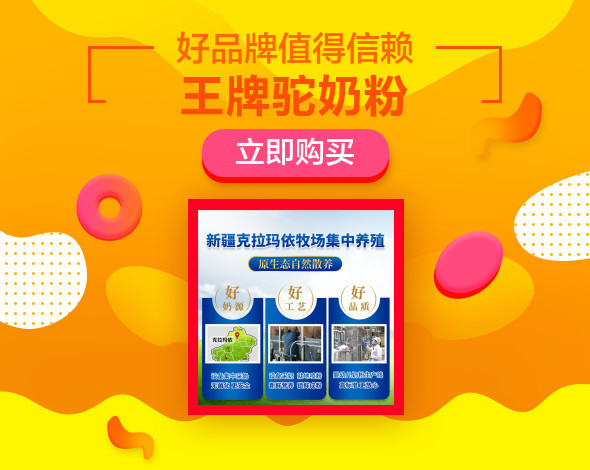 好品牌值得信赖
王牌驼奶粉
立即购买
新疆克拉玛依牧场集中养殖
原生态自然散养
好 好 好
奶源 工艺 品质
克拉玛依